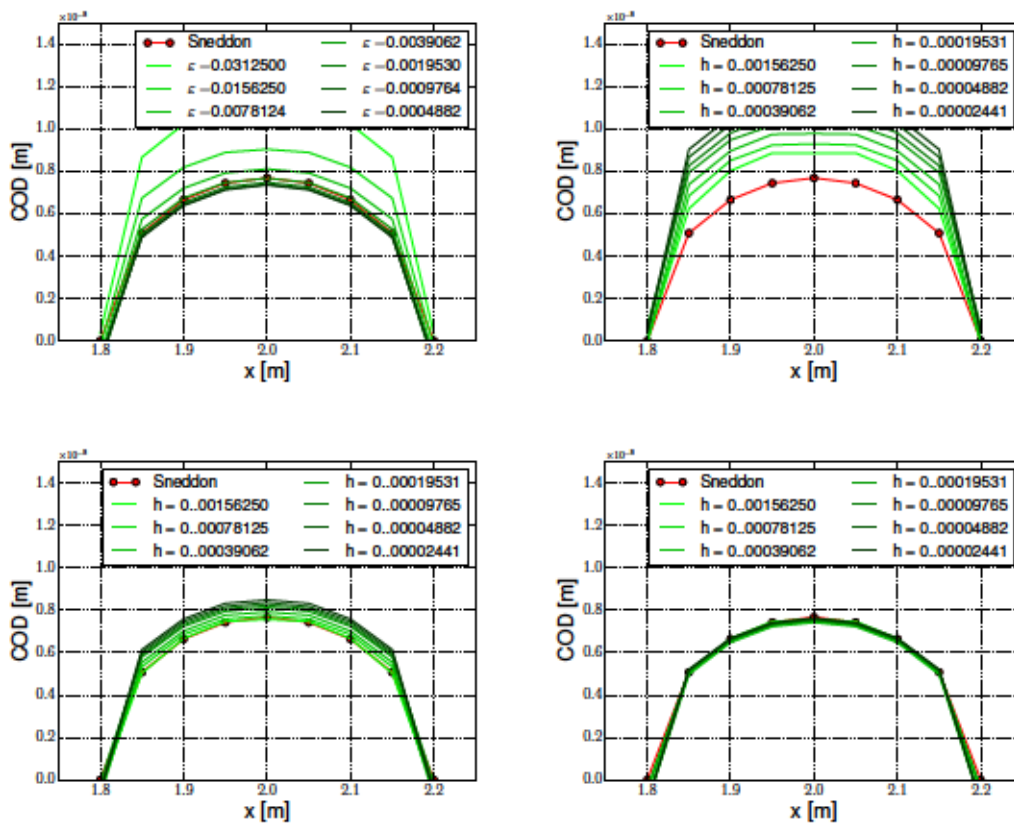 ×10⁻⁸
1.4
1.2
1.0
0.8
0.6
0.4
0.2
0.0
COD [m]
Sneddon
ε=0.0312500
ε=0.0156250
ε=0.0078124
ε=0.0039062
ε=0.0019530
ε=0.0009764
ε=0.0004882
1.8 1.9 2.0 2.1 2.2
x [m]
×10⁻⁸
1.4
1.2
1.0
0.8
0.6
0.4
0.2
0.0
COD [m]
Sneddon
h = 0..00156250
h = 0..00078125
h = 0..00039062
h = 0..00019531
h = 0..00009765
h = 0..00004882
h = 0..00002441
1.8 1.9 2.0 2.1 2.2
x [m]
×10⁻⁸
1.4
1.2
1.0
0.8
0.6
0.4
0.2
0.0
COD [m]
Sneddon
h = 0..00156250
h = 0..00078125
h = 0..00039062
h = 0..00019531
h = 0..00009765
h = 0..00004882
h = 0..00002441
1.8 1.9 2.0 2.1 2.2
x [m]
×10⁻⁸
1.4
1.2
1.0
0.8
0.6
0.4
0.2
0.0
COD [m]
Sneddon
h = 0..00156250
h = 0..00078125
h = 0..00039062
h = 0..00019531
h = 0..00009765
h = 0..00004882
h = 0..00002441
1.8 1.9 2.0 2.1 2.2
x [m]